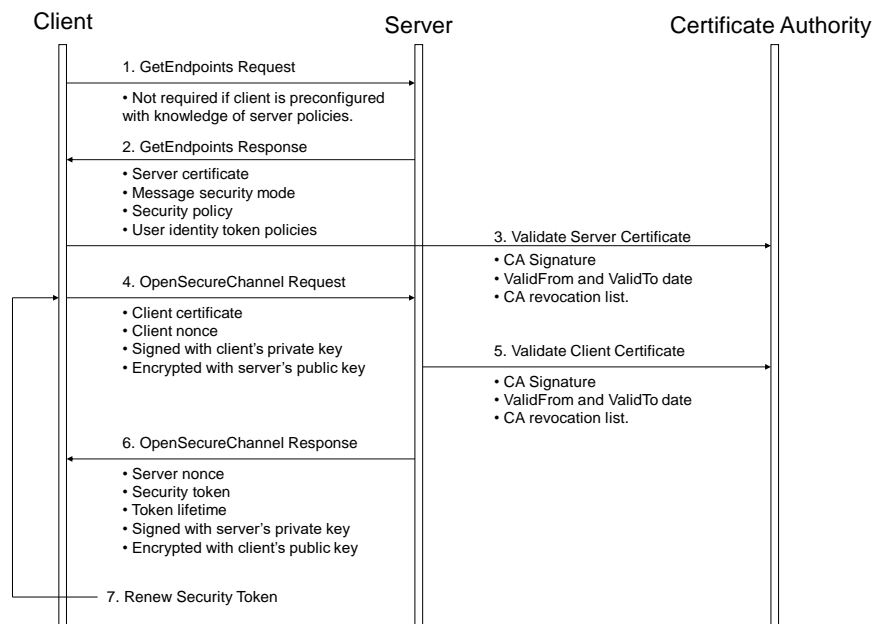 Client
Server
Certificate Authority
1. GetEndpoints Request
• Not required if client is preconfigured
with knowledge of server policies.
2. GetEndpoints Response
• Server certificate
• Message security mode
• Security policy
• User identity token policies
3. Validate Server Certificate
• CA Signature
• ValidFrom and ValidTo date
• CA revocation list.
4. OpenSecureChannel Request
• Client certificate
• Client nonce
• Signed with client's private key
• Encrypted with server's public key
5. Validate Client Certificate
• CA Signature
• ValidFrom and ValidTo date
• CA revocation list.
6. OpenSecureChannel Response
• Server nonce
• Security token
• Token lifetime
• Signed with server's private key
• Encrypted with client's public key
7. Renew Security Token